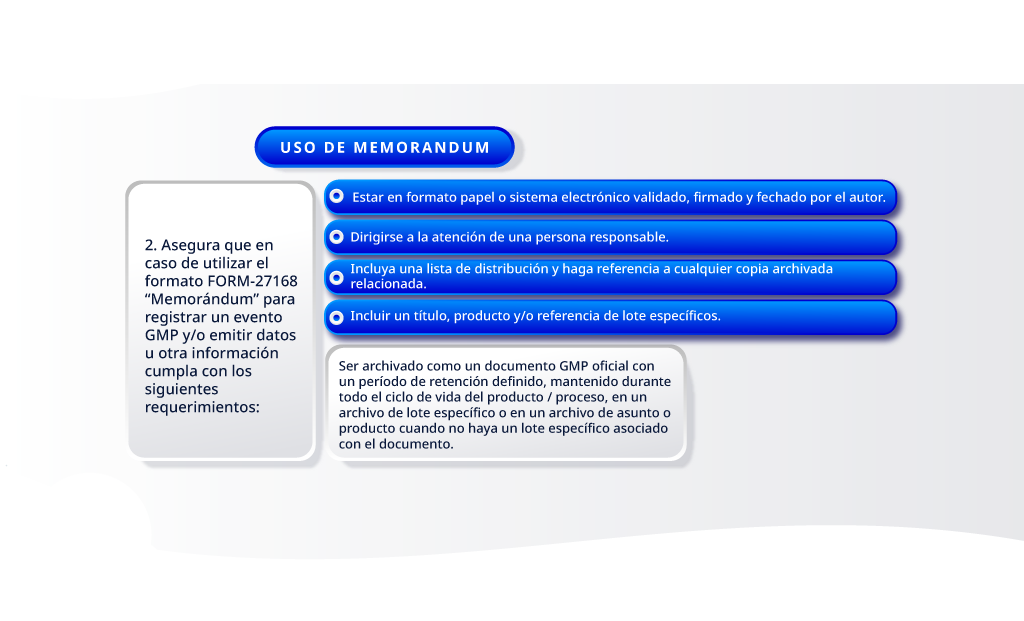 USO DE MEMORANDUM
2. Asegura que en
caso de utilizar el
formato FORM-27168
“Memorándum” para
registrar un evento
GMP y/o emitir datos
u otra información
cumpla con los
siguientes
requerimientos:
Estar en formato papel o sistema electrónico validado, firmado y fechado por el autor.
Dirigirse a la atención de una persona responsable.
Incluya una lista de distribución y haga referencia a cualquier copia archivada
relacionada.
Incluir un título, producto y/o referencia de lote específicos.
Ser archivado como un documento GMP oficial con
un período de retención definido, mantenido durante
todo el ciclo de vida del producto / proceso, en un
archivo de lote específico o en un archivo de asunto o
producto cuando no haya un lote específico asociado
con el documento.